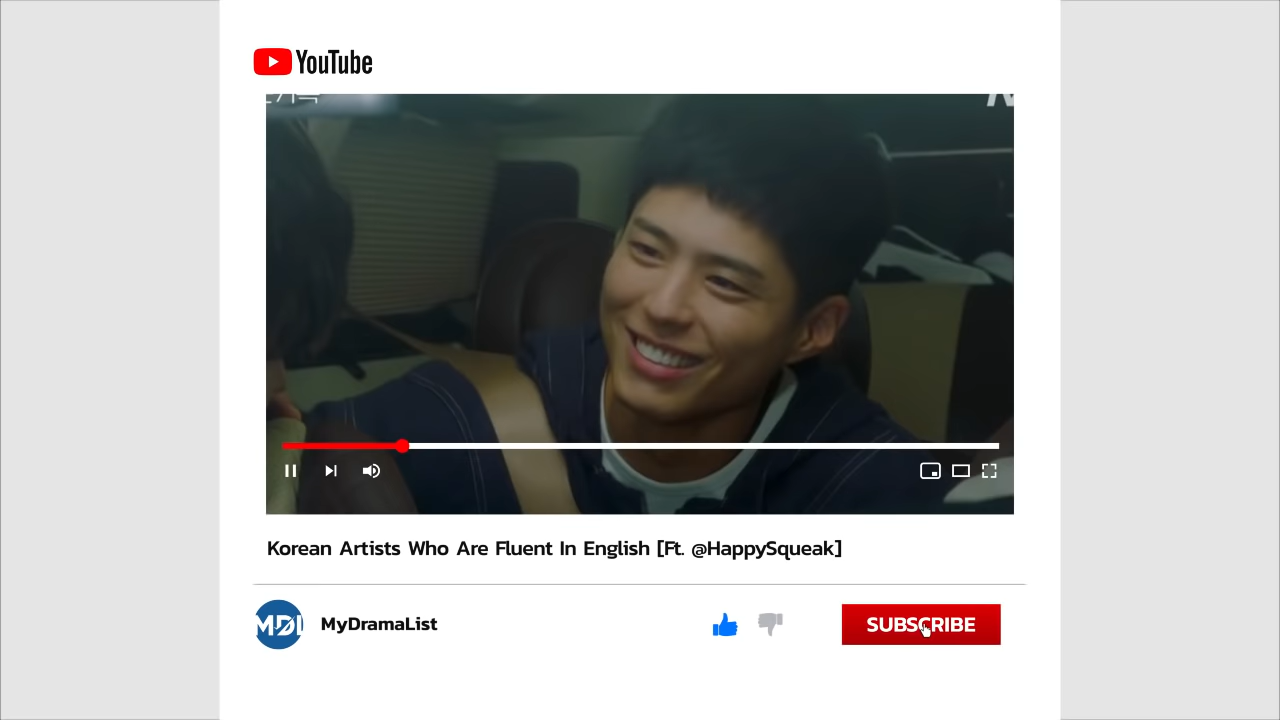 YouTube
Korean Artists Who Are Fluent In English [Ft. @HappySqueak]
MDL
MyDramaList
SUBSCRIBE